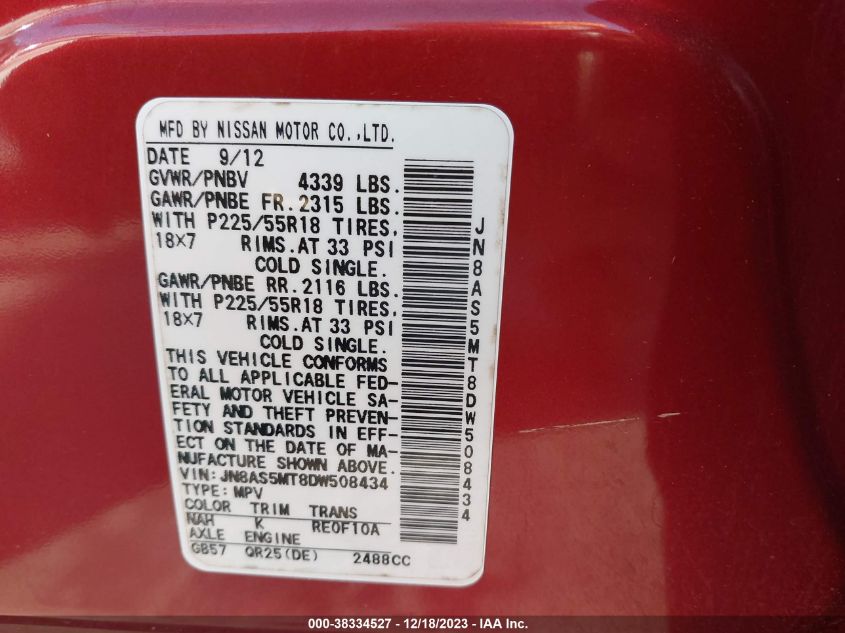 MFD BY NISSAN MOTOR CO.,LTD.
DATE 9/12
GVWR/PNBV 4339 LBS.
GAWR/PNBE FR. 2315 LBS.
WITH P225/55R18 TIRES,
18x7 RIMS.AT 33 PSI
COLD SINGLE.
GAWR/PNBE RR. 2116 LBS.
WITH P225/55R18 TIRES,
18x7 RIMS.AT 33 PSI
COLD SINGLE.
THIS VEHICLE CONFORMS
TO ALL APPLICABLE FED-
ERAL MOTOR VEHICLE SA-
FETY AND THEFT PREVEN-
TION STANDARDS IN EFF-
ECT ON THE DATE OF MA-
NUFACTURE SHOWN ABOVE.
VIN: JN8AS5MT8DW508434
TYPE: MPV
COLOR TRIM TRANS
NAH K RE0F10A
AXLE ENGINE
GB57 QR25(DE) 2488CC
JN8AS5MT8DW508434
000-38334527 - 12/18/2023 - IAA Inc.